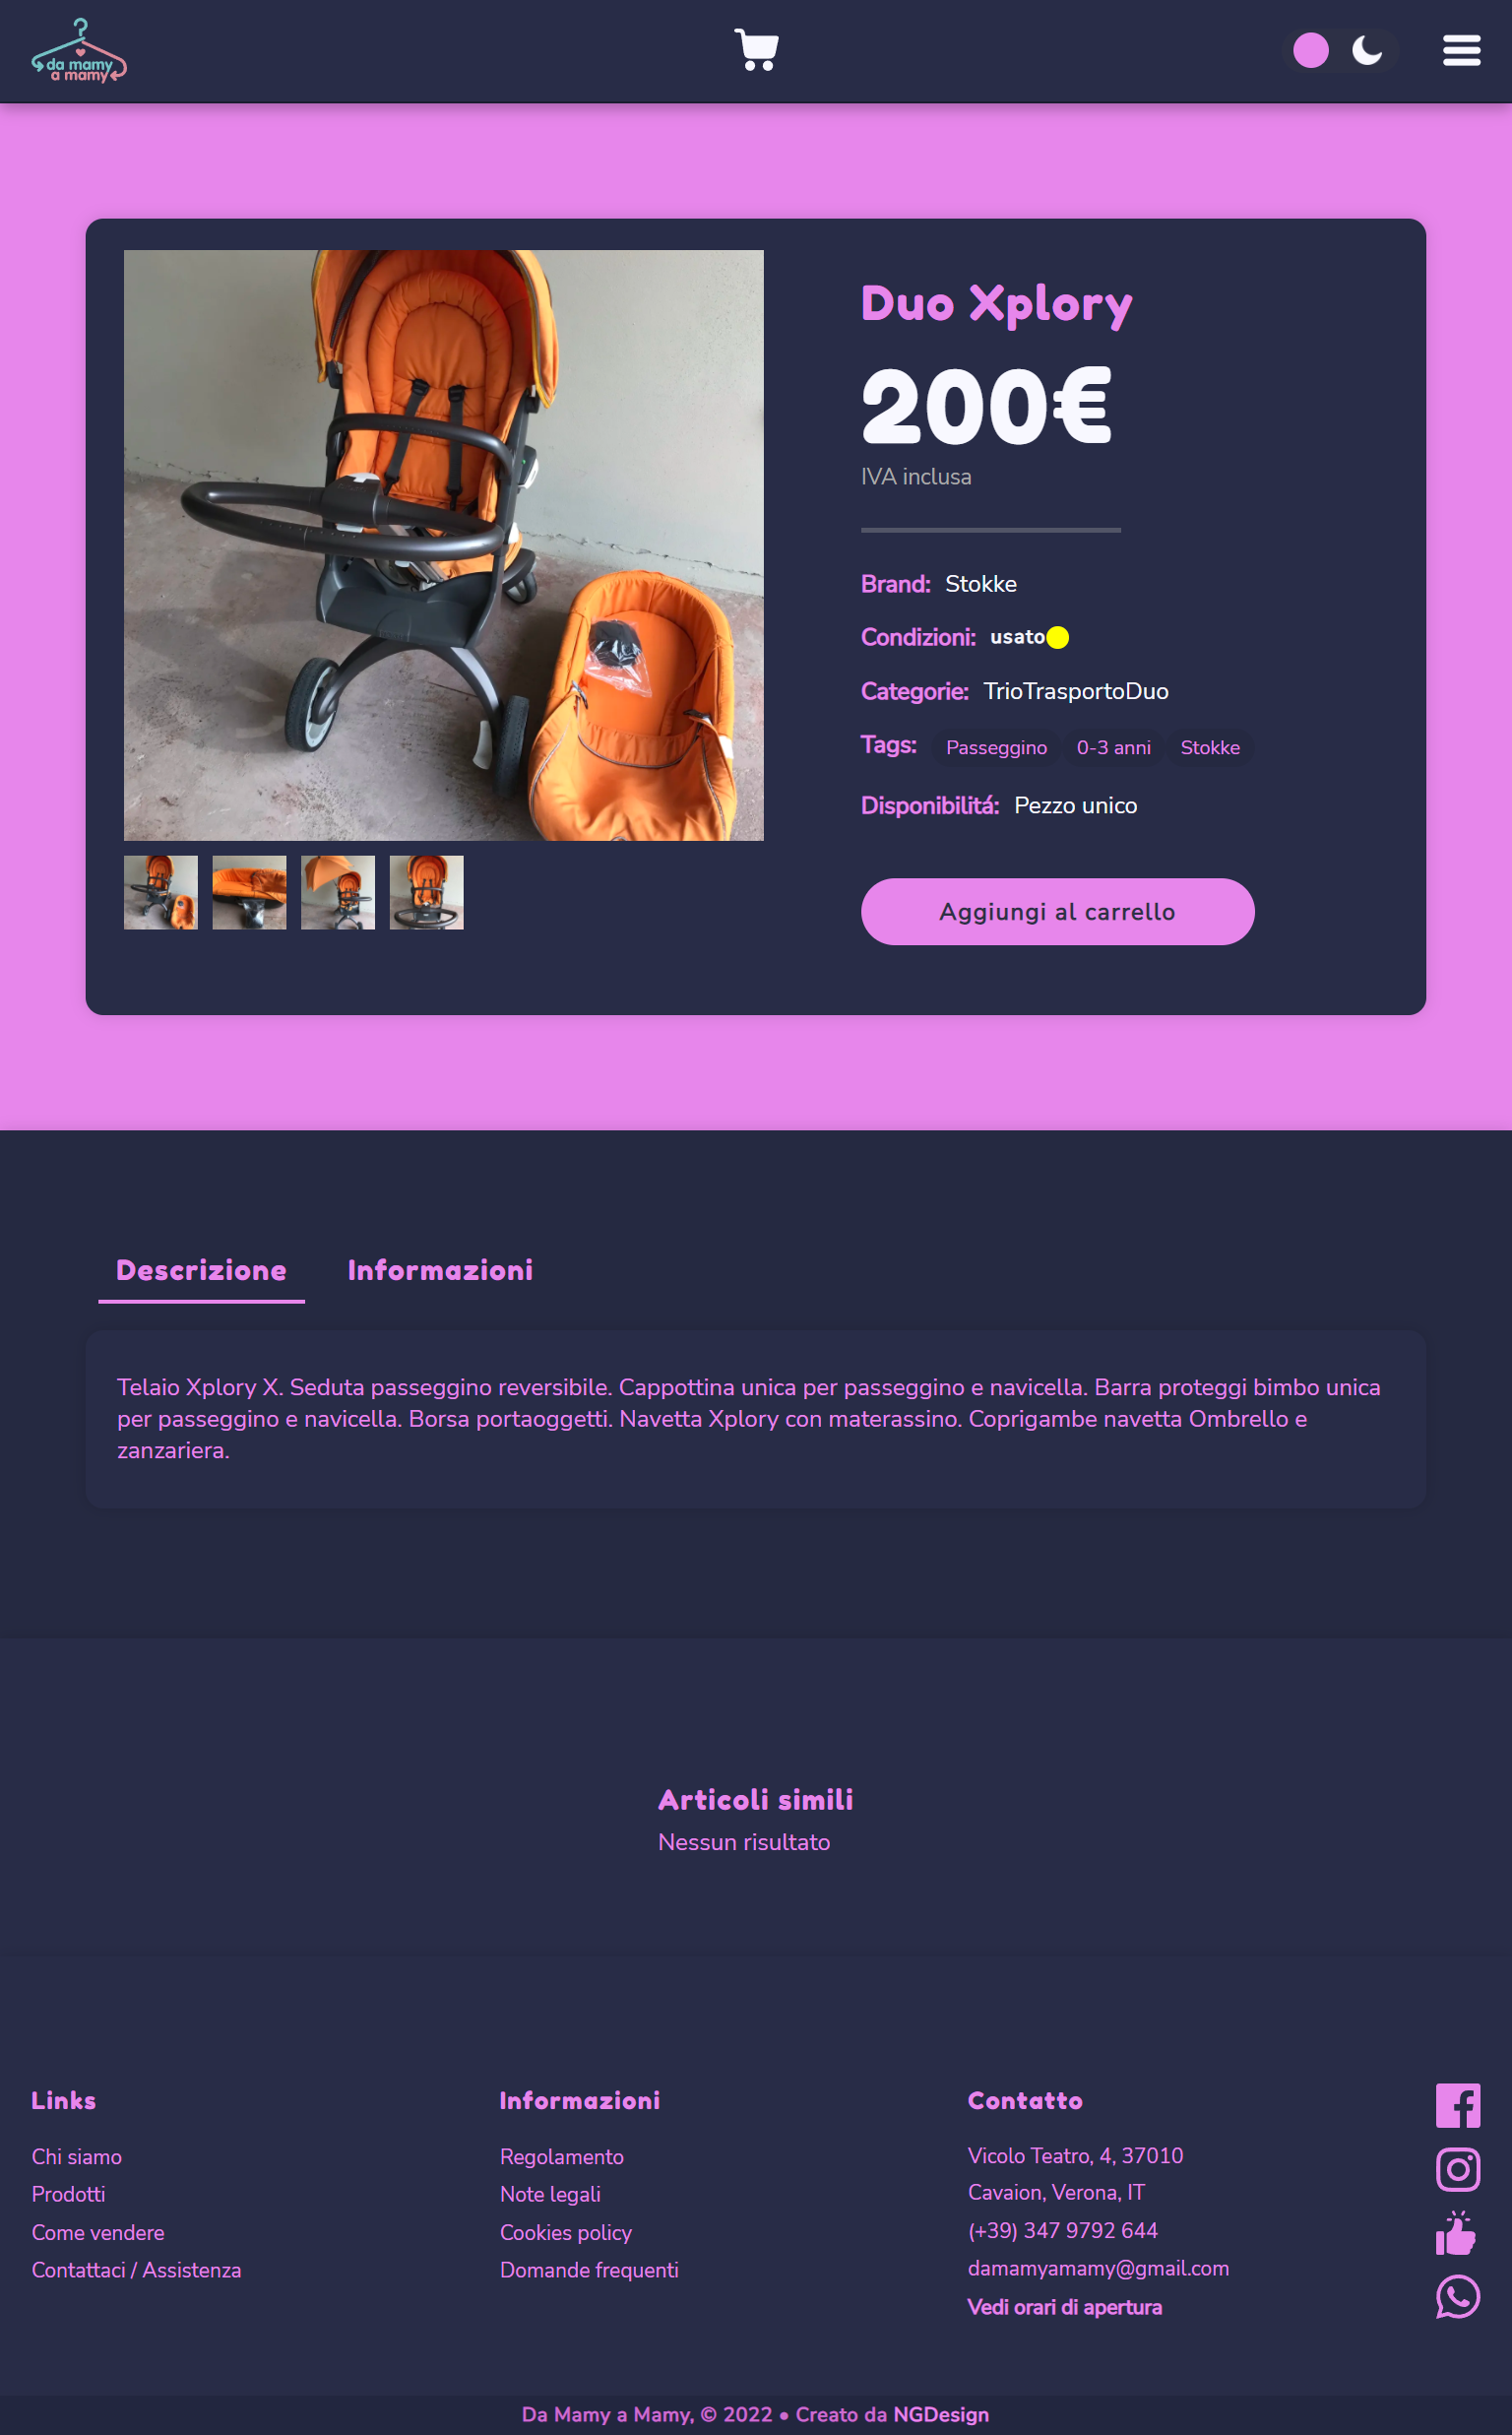 da mamy
a mamy
Duo Xplory
200€
IVA inclusa
Brand: Stokke
Condizioni: usato
Categorie: TrioTrasportoDuo
Tags: Passeggino 0-3 anni Stokke
Disponibilitá: Pezzo unico
Aggiungi al carrello
Descrizione Informazioni
Telaio Xplory X. Seduta passeggino reversibile. Cappottina unica per passeggino e navicella. Barra proteggi bimbo unica
per passeggino e navicella. Borsa portaoggetti. Navetta Xplory con materassino. Coprigambe navetta Ombrello e
zanzariera.
Articoli simili
Nessun risultato
Links
Chi siamo
Prodotti
Come vendere
Contattaci / Assistenza
Informazioni
Regolamento
Note legali
Cookies policy
Domande frequenti
Contatto
Vicolo Teatro, 4, 37010
Cavaion, Verona, IT
(+39) 347 9792 644
damamyamamy@gmail.com
Vedi orari di apertura
Da Mamy a Mamy, © 2022 • Creato da NGDesign